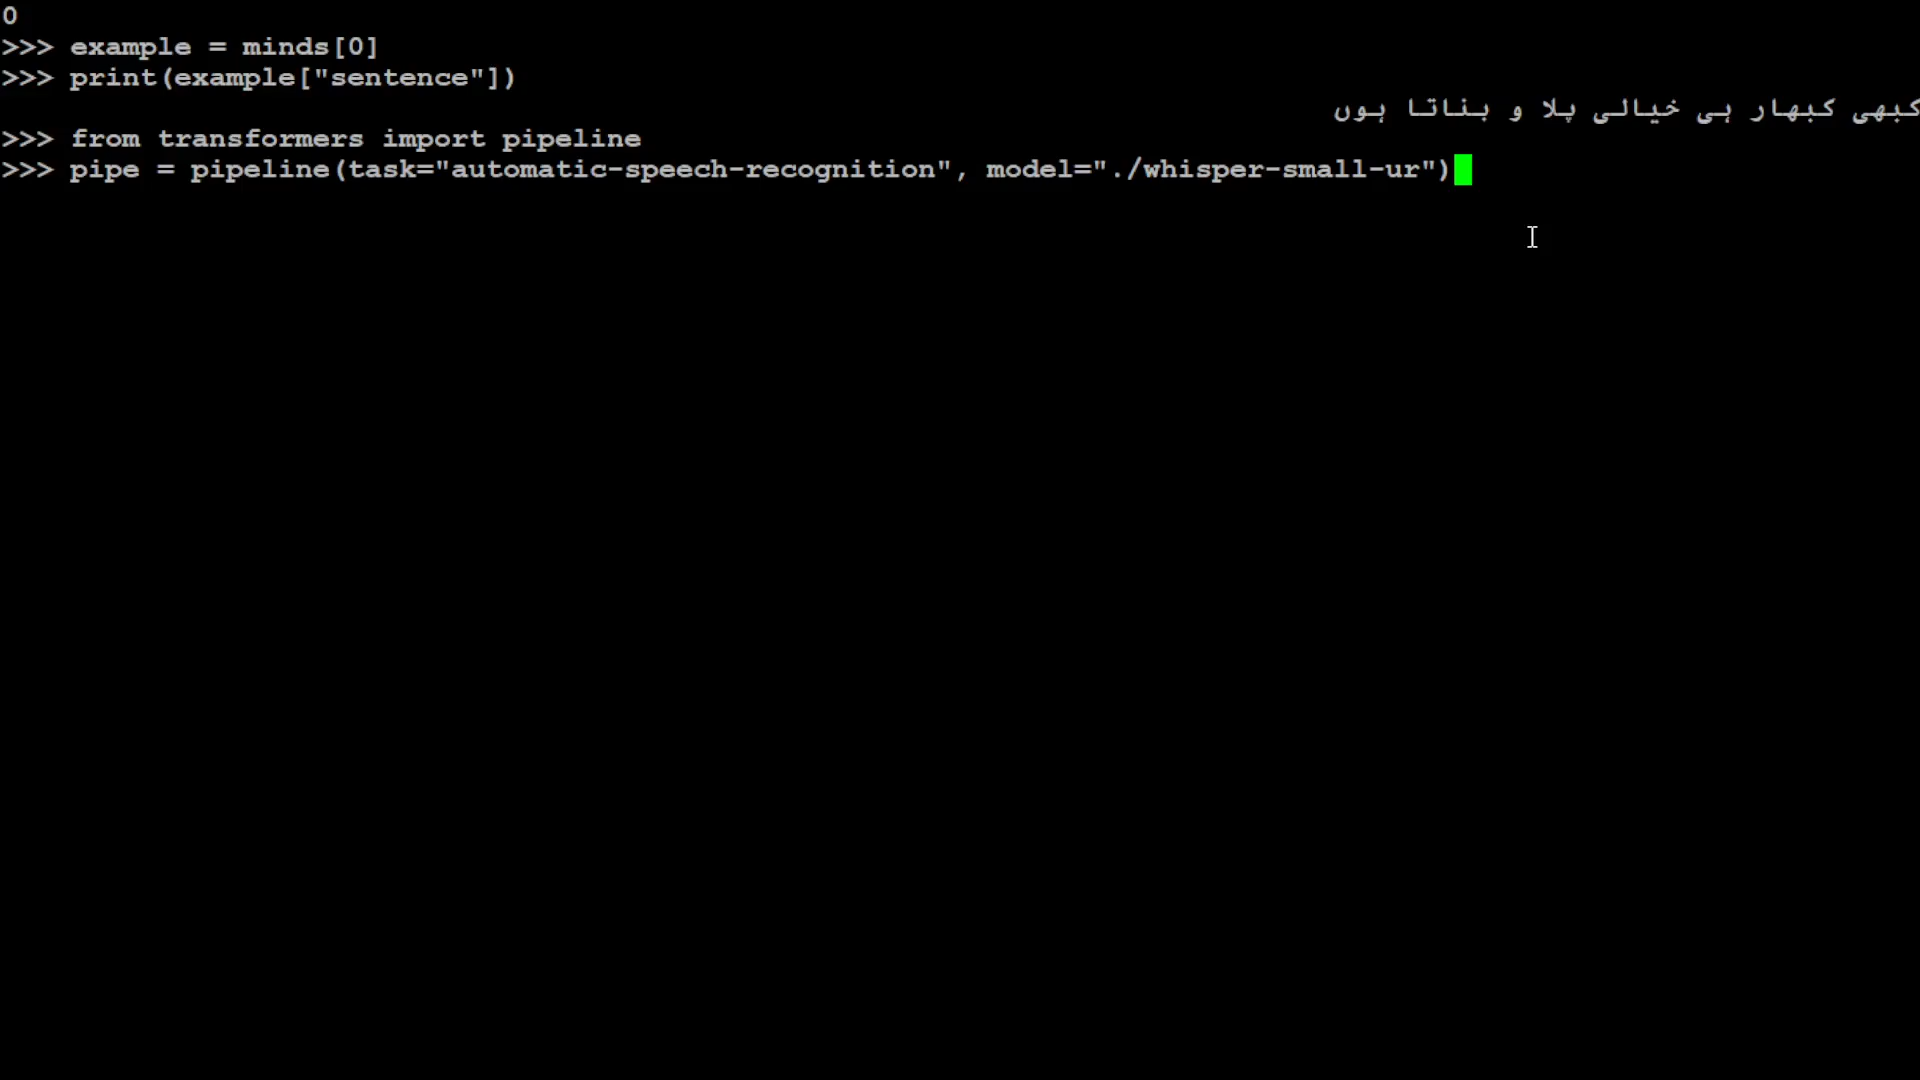 0
>>> example = minds[0]
>>> print(example["sentence"])
کبھی کبھار ہی خیالی پلا و بناتا ہوں
>>> from transformers import pipeline
>>> pipe = pipeline(task="automatic-speech-recognition", model="./whisper-small-ur")